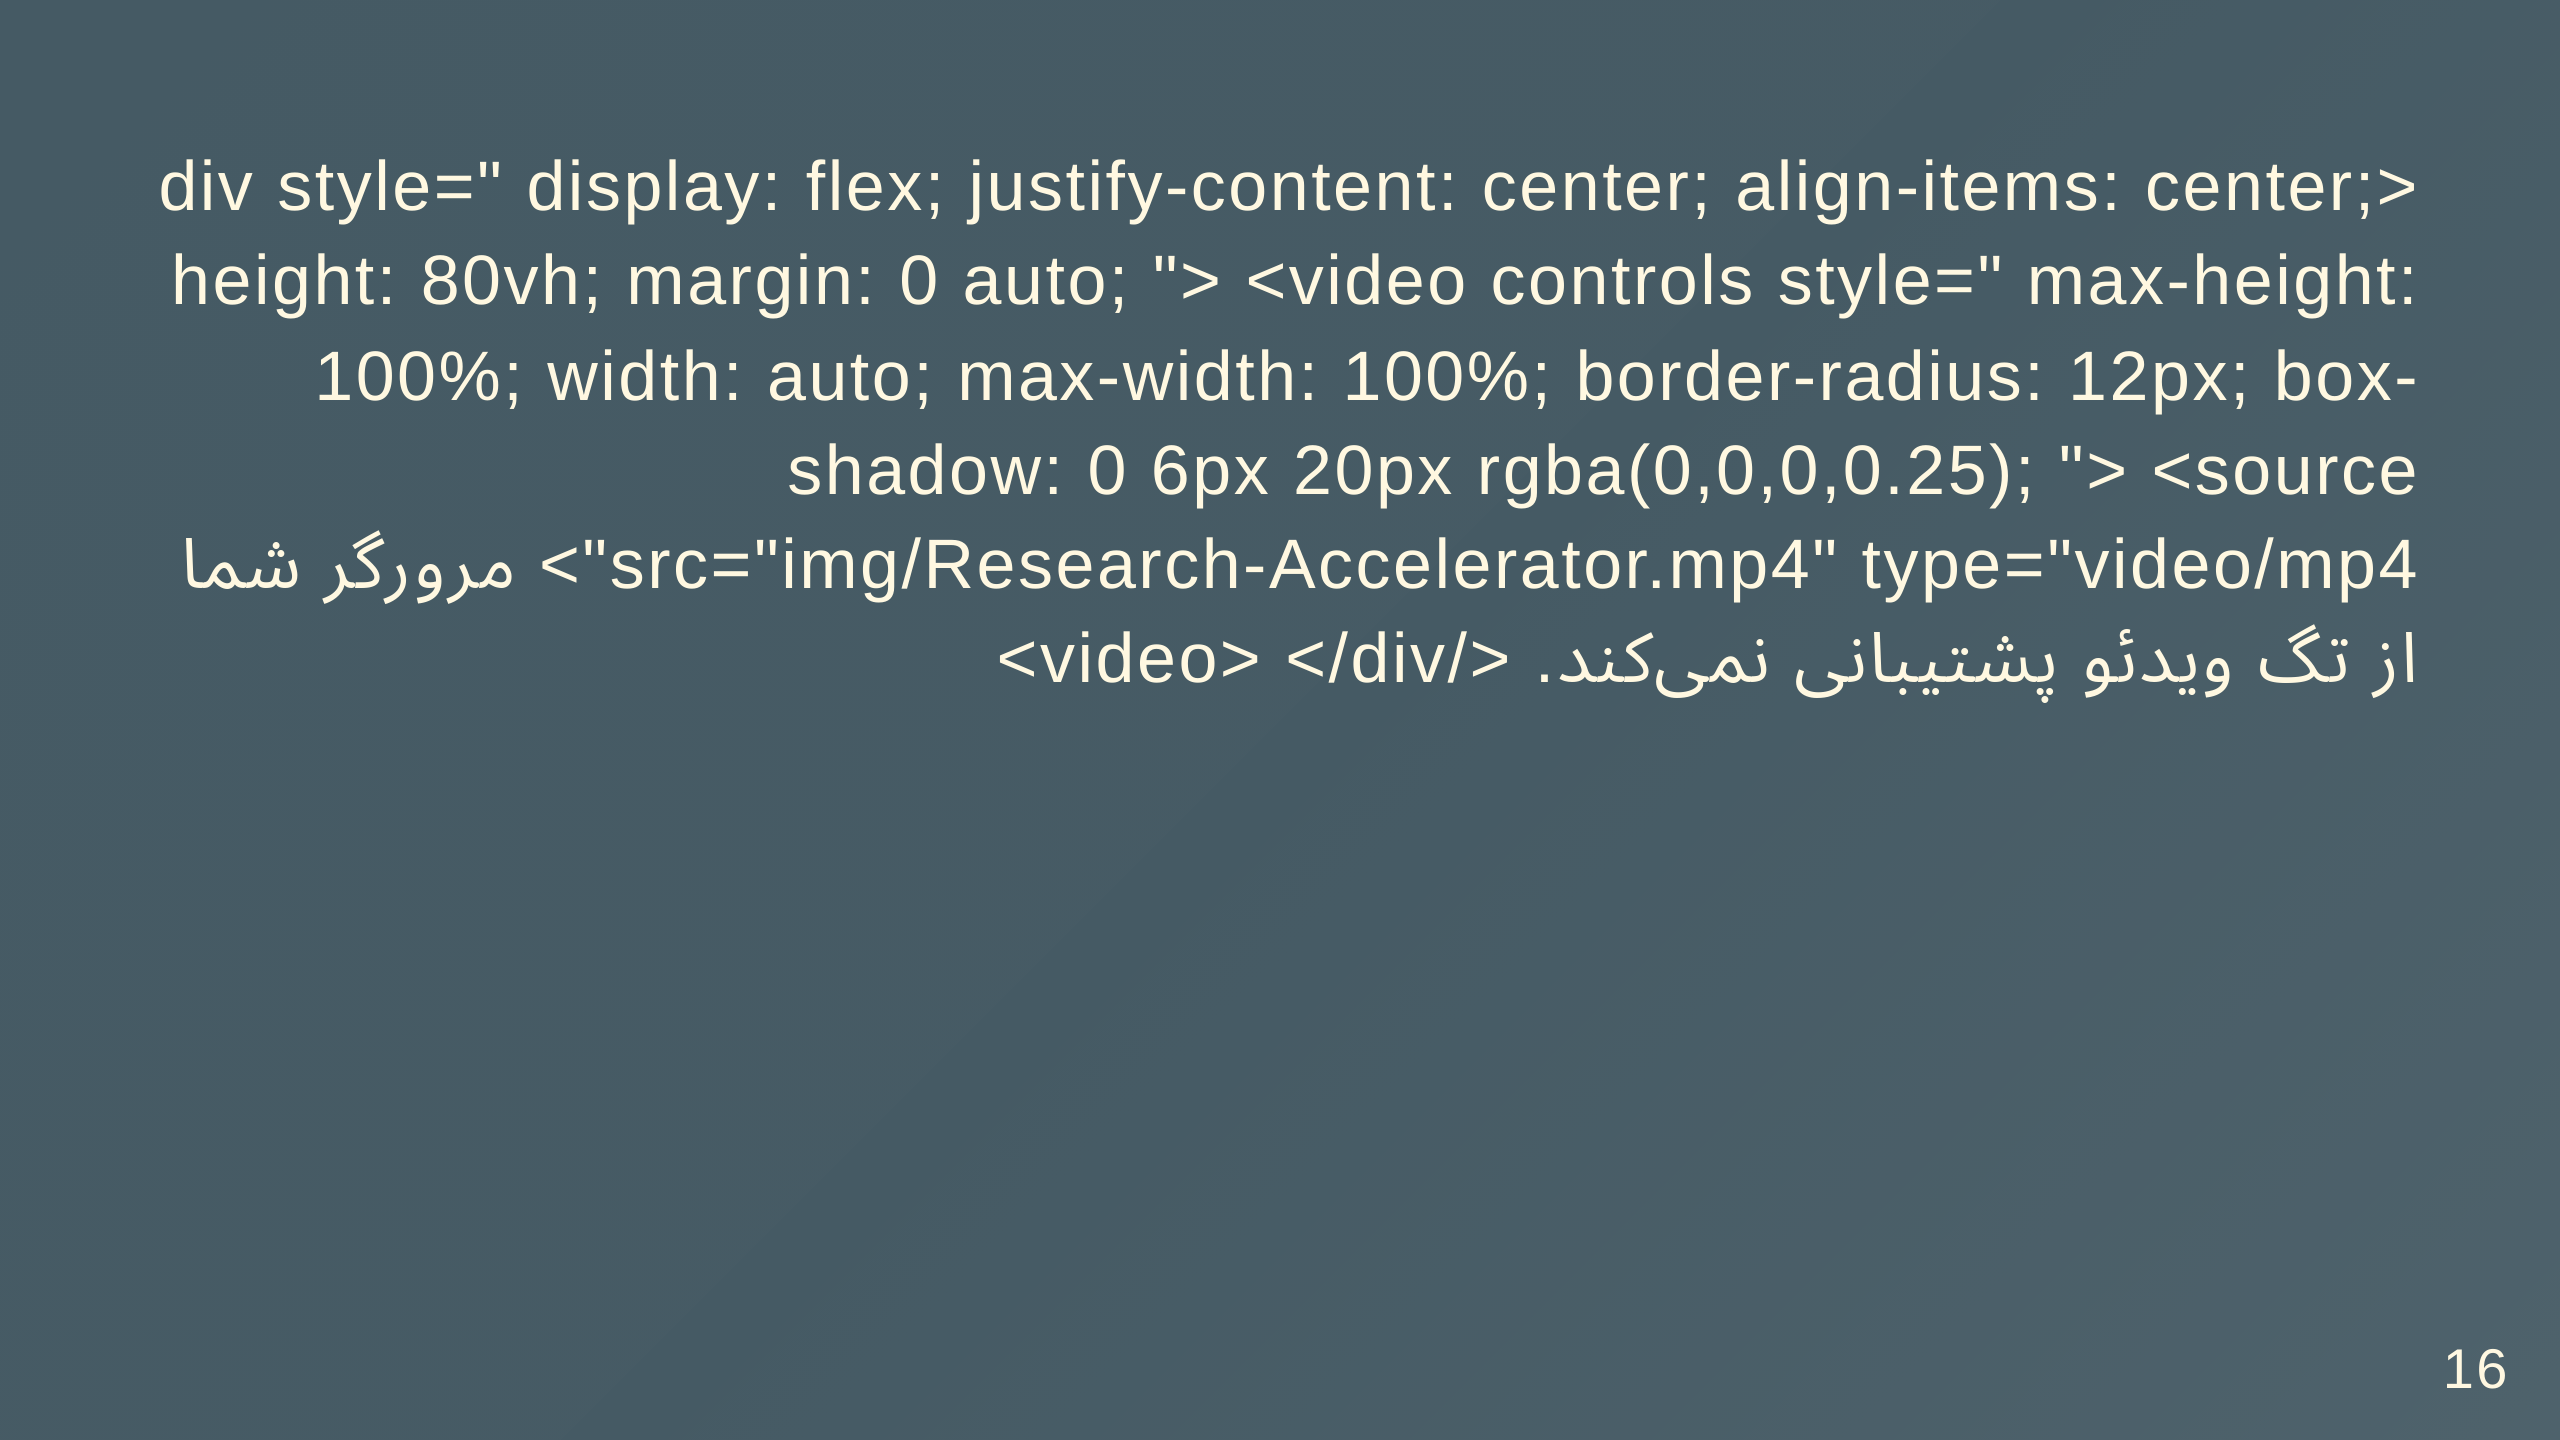 <div style=" display: flex; justify-content: center; align-items: center;
height: 80vh; margin: 0 auto; "> <video controls style=" max-height:
100%; width: auto; max-width: 100%; border-radius: 12px; box-
shadow: 0 6px 20px rgba(0,0,0,0.25); "> <source
src="img/Research-Accelerator.mp4" type="video/mp4"> مرورگر شما
از تگ ویدئو پشتیبانی نمی‌کند. </video> </div>
16